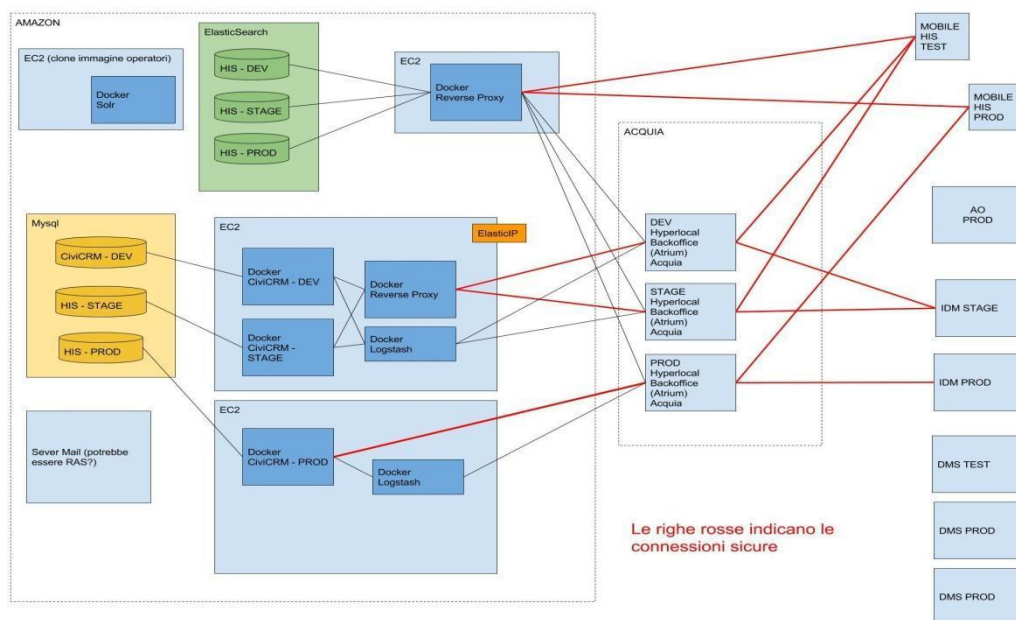 AMAZON
EC2 (clone immagine operatori)
Docker
Solr
ElasticSearch
HIS - DEV
HIS - STAGE
HIS - PROD
EC2
Docker
Reverse Proxy
MOBILE
HIS
TEST
MOBILE
HIS
PROD
ACQUIA
AO
PROD
Mysql
CiviCRM - DEV
HIS - STAGE
HIS - PROD
EC2
ElasticIP
Docker
CiviCRM - DEV
Docker
Reverse Proxy
Docker
CiviCRM -
STAGE
Docker
Logstash
DEV
Hyperlocal
Backoffice
(Atrium)
Acquia
STAGE
Hyperlocal
Backoffice
(Atrium)
Acquia
PROD
Hyperlocal
Backoffice
(Atrium)
Acquia
IDM STAGE
IDM PROD
Sever Mail (potrebbe
essere RAS?)
EC2
Docker
CiviCRM - PROD
Docker
Logstash
DMS TEST
DMS PROD
DMS PROD
Le righe rosse indicano le
connessioni sicure